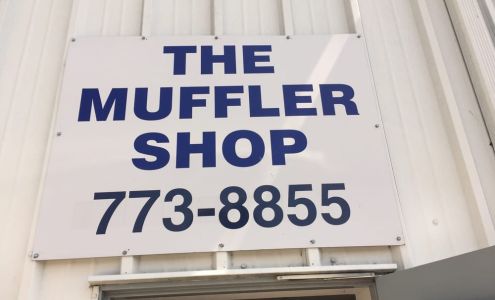 THE
MUFFLER
SHOP
773-8855